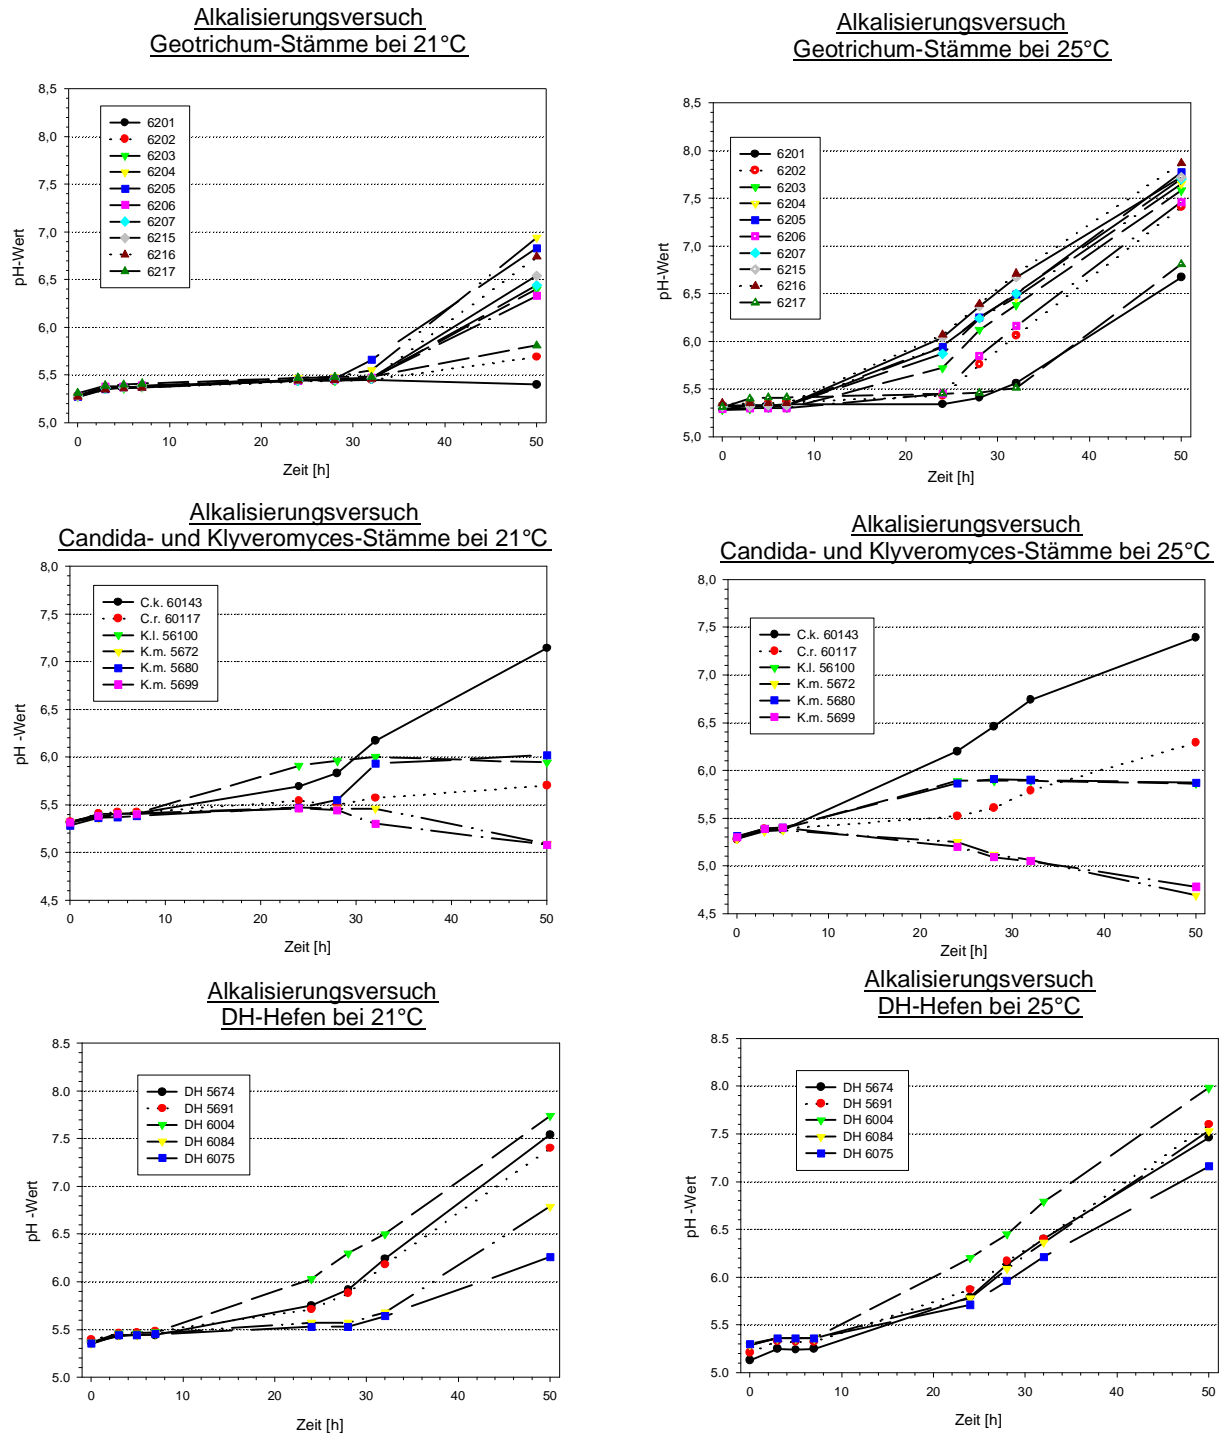 Alkalisierungsversuch
Geotrichum-Stämme bei 21°C
8,5
8,0
7,5
7,0
6,5
6,0
5,5
5,0
pH-Wert
6201
6202
6203
6204
6205
6206
6207
6215
6216
6217
0 10 20 30 40 50
Zeit [h]
Alkalisierungsversuch
Geotrichum-Stämme bei 25°C
8,5
8,0
7,5
7,0
6,5
6,0
5,5
5,0
pH-Wert
6201
6202
6203
6204
6205
6206
6207
6215
6216
6217
0 10 20 30 40 50
Zeit [h]
Alkalisierungsversuch
Candida- und Klyveromyces-Stämme bei 21°C
8,0
7,5
7,0
6,5
6,0
5,5
5,0
4,5
pH -Wert
C.k. 60143
C.r. 60117
K.l. 56100
K.m. 5672
K.m. 5680
K.m. 5699
0 10 20 30 40 50
Zeit [h]
Alkalisierungsversuch
Candida- und Klyveromyces-Stämme bei 25°C
8,0
7,5
7,0
6,5
6,0
5,5
5,0
4,5
pH -Wert
C.k. 60143
C.r. 60117
K.l. 56100
K.m. 5672
K.m. 5680
K.m. 5699
0 10 20 30 40 50
Zeit [h]
Alkalisierungsversuch
DH-Hefen bei 21°C
8.5
8.0
7.5
7.0
6.5
6.0
5.5
5.0
pH -Wert
DH 5674
DH 5691
DH 6004
DH 6084
DH 6075
0 10 20 30 40 50
Zeit [h]
Alkalisierungsversuch
DH-Hefen bei 25°C
8.5
8.0
7.5
7.0
6.5
6.0
5.5
5.0
pH -Wert
DH 5674
DH 5691
DH 6004
DH 6084
DH 6075
0 10 20 30 40 50
Zeit [h]